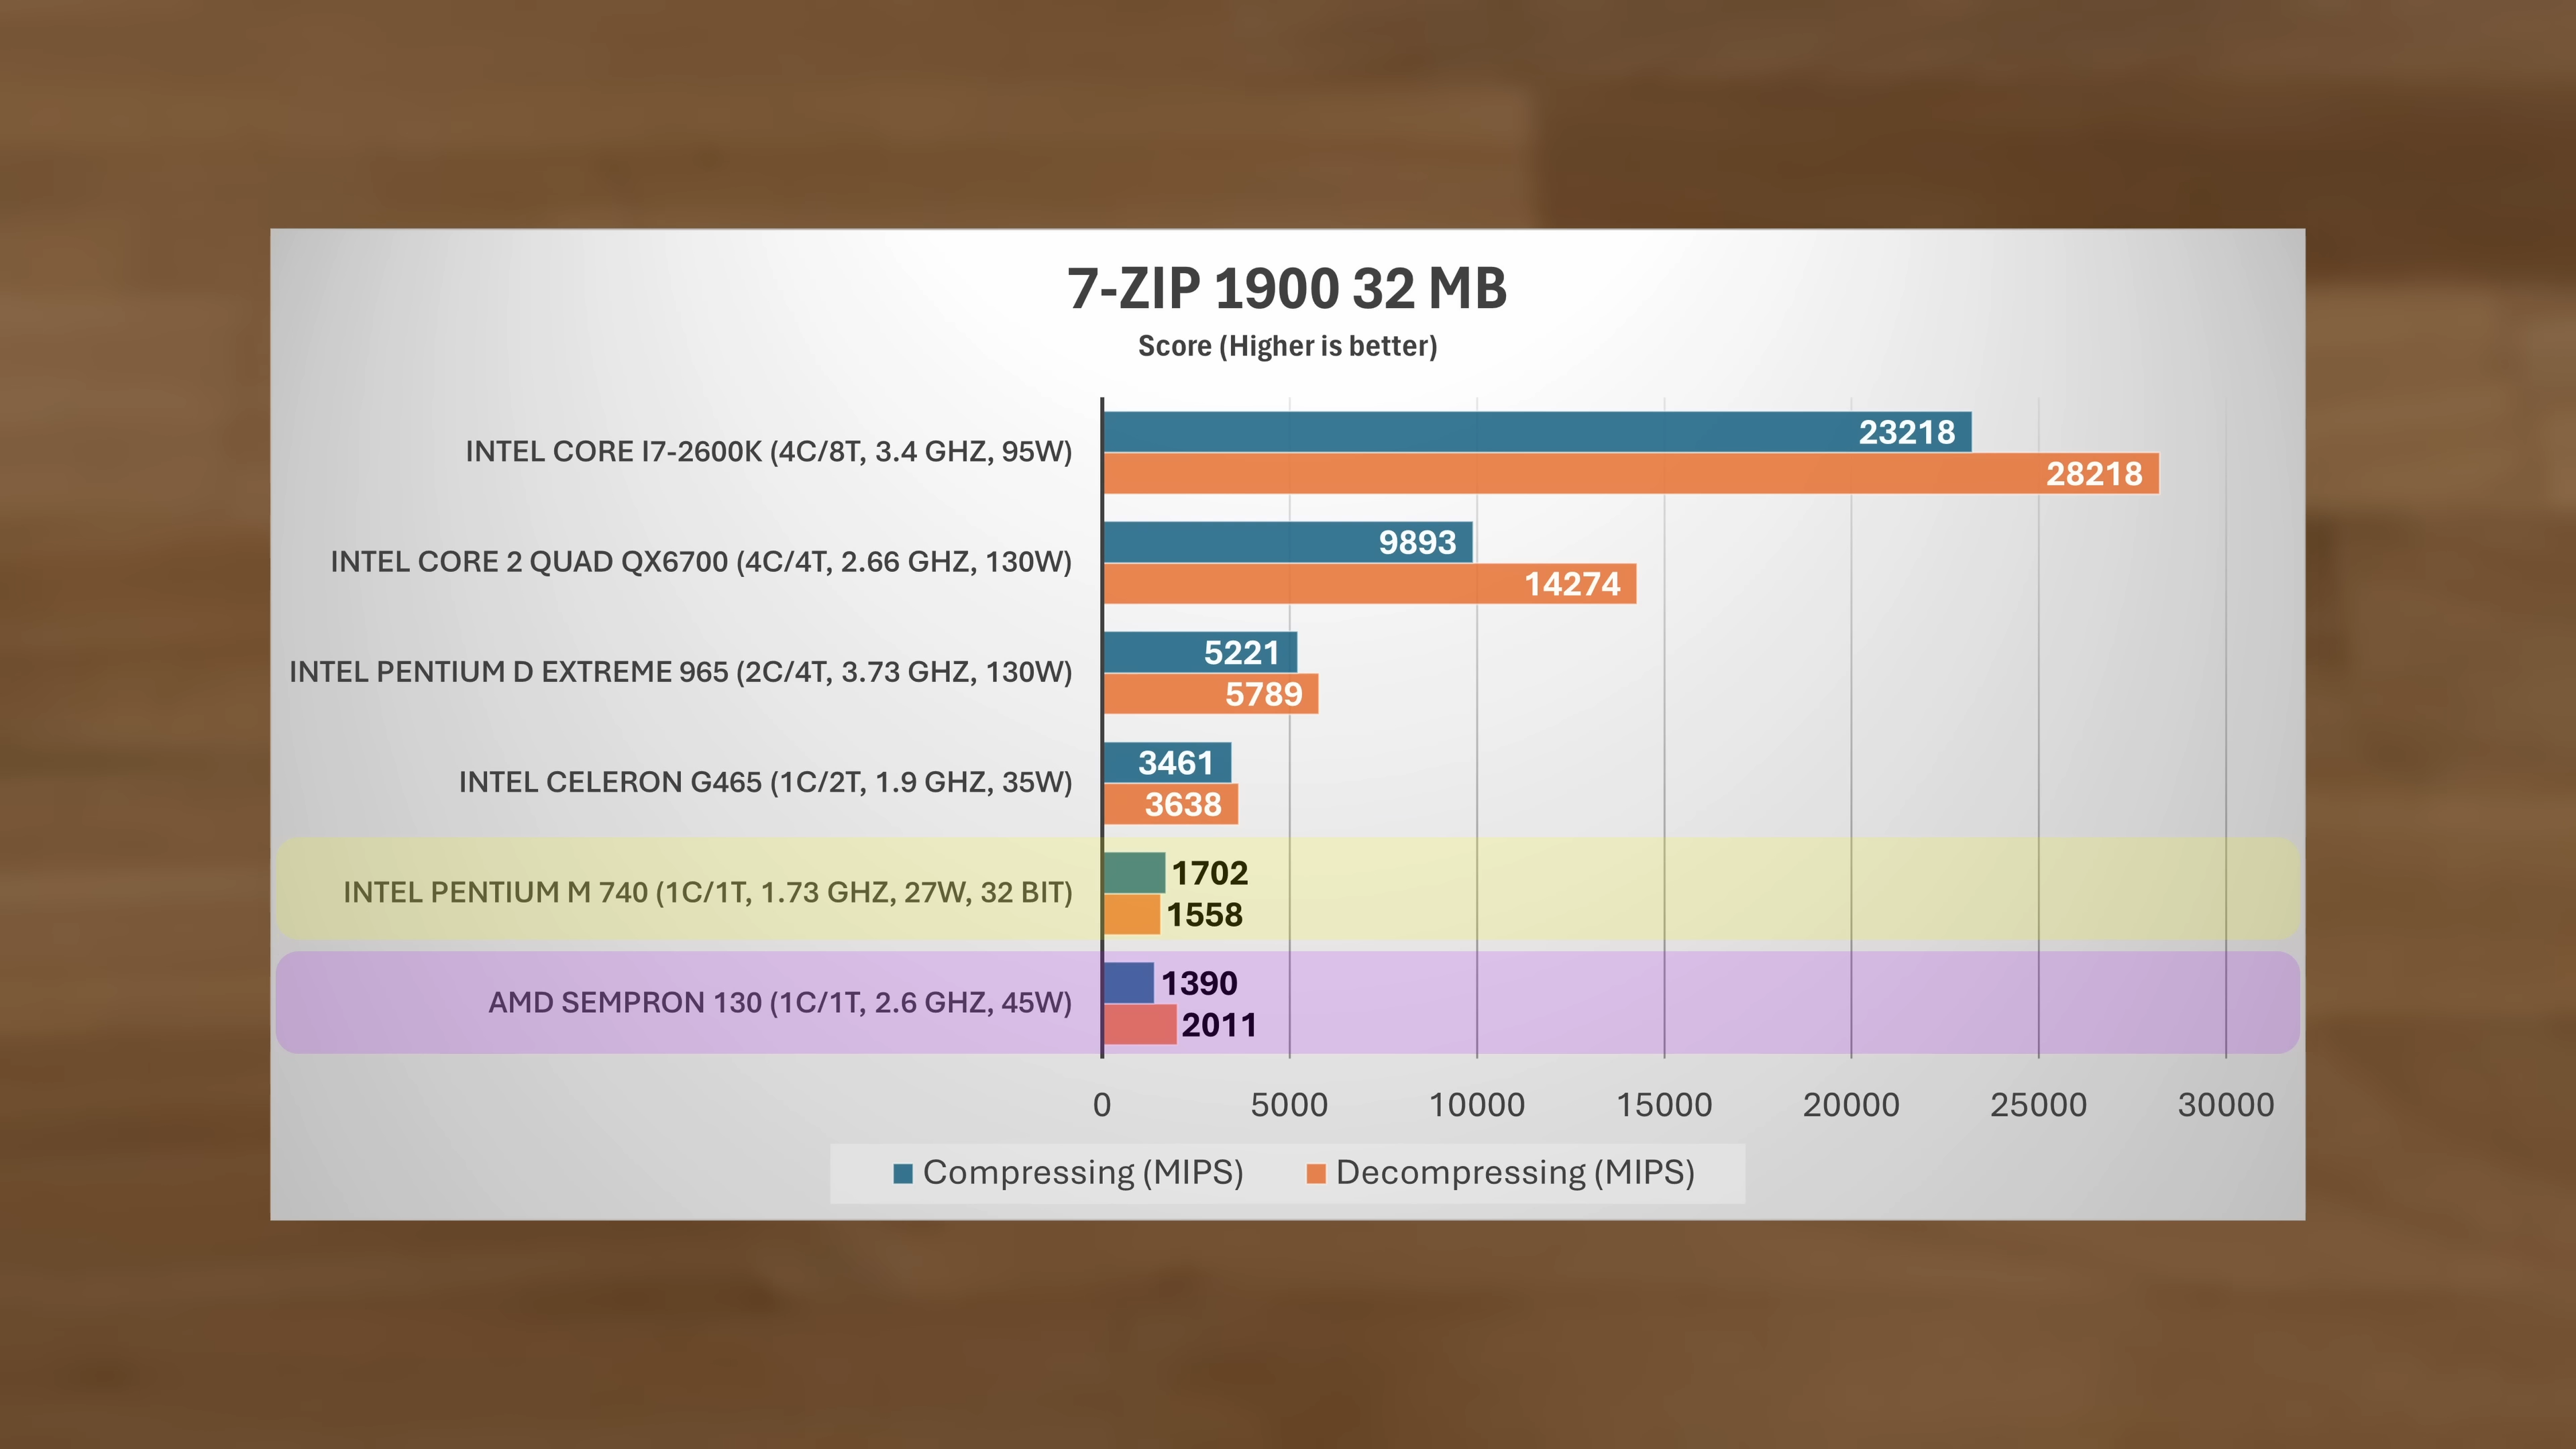 7-ZIP 1900 32 MB
Score (Higher is better)
INTEL CORE I7-2600K (4C/8T, 3.4 GHZ, 95W)
23218
28218
INTEL CORE 2 QUAD QX6700 (4C/4T, 2.66 GHZ, 130W)
9893
14274
INTEL PENTIUM D EXTREME 965 (2C/4T, 3.73 GHZ, 130W)
5221
5789
INTEL CELERON G465 (1C/2T, 1.9 GHZ, 35W)
3461
3638
INTEL PENTIUM M 740 (1C/1T, 1.73 GHZ, 27W, 32 BIT)
1702
1558
AMD SEMPRON 130 (1C/1T, 2.6 GHZ, 45W)
1390
2011
0 5000 10000 15000 20000 25000 30000
Compressing (MIPS) Decompressing (MIPS)